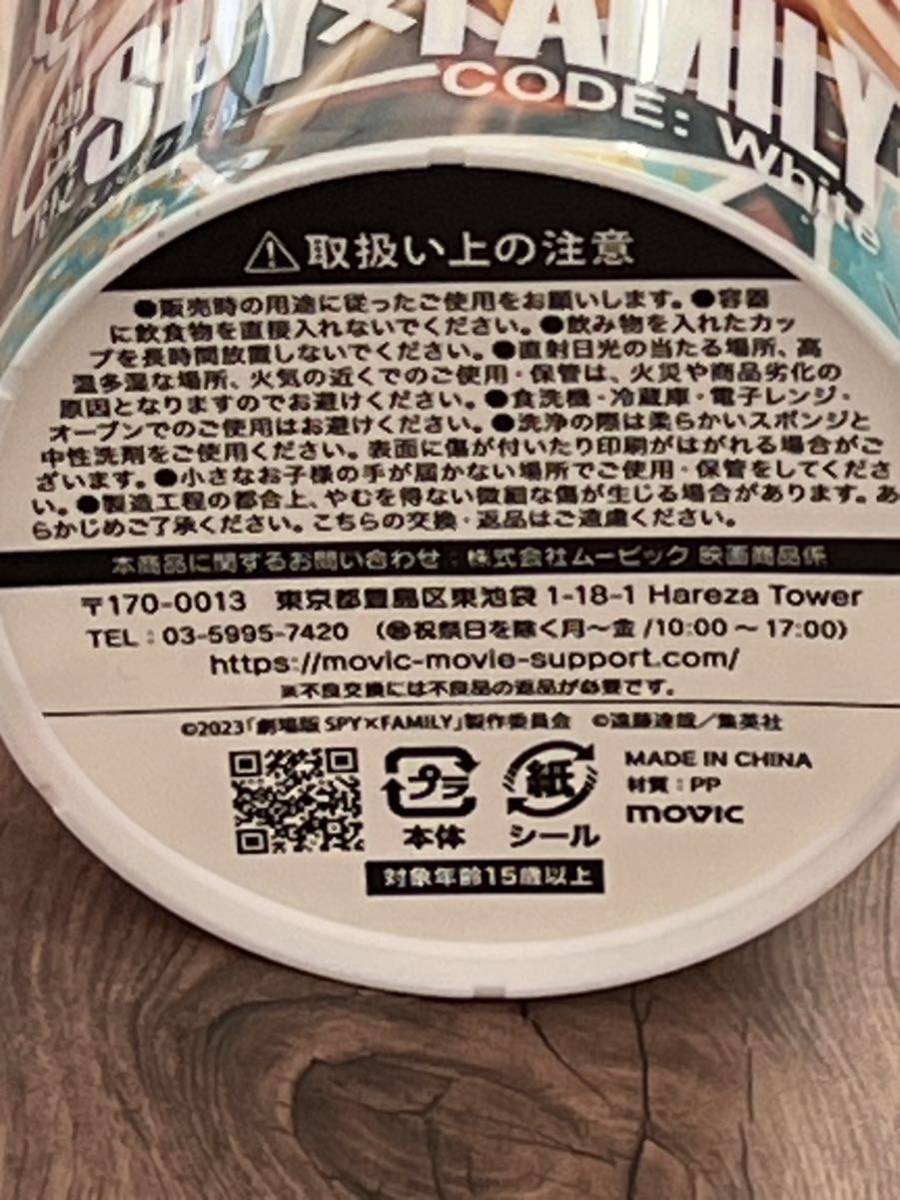 SPY×FAMILY
CODE: White
⚠取扱い上の注意
●販売時の用途に従ったご使用をお願いします。●容器
に飲食物を直接入れないでください。●飲み物を入れたカッ
プを長時間放置しないでください。●直射日光の当たる場所、高
温多湿な場所、火気の近くでのご使用・保管は、火災や商品劣化の
原因となりますのでお避けください。●食洗機・冷蔵庫・電子レンジ・
オーブンでのご使用はお避けください。●洗浄の際は柔らかいスポンジと
中性洗剤をご使用ください。表面に傷が付いたり印刷がはがれる場合がご
ざいます。●小さなお子様の手が届かない場所でご使用・保管をしてくださ
い。●製造工程の都合上、やむを得ない微細な傷が生じる場合があります。あ
らかじめご了承ください。こちらの交換・返品はご遠慮ください。
本商品に関するお問い合わせ：株式会社ムービック 映画商品係
〒170-0013 東京都豊島区東池袋 1-18-1 Hareza Tower
TEL：03-5995-7420 （㊗祝祭日を除く月～金 /10:00 ～ 17:00）
https://movic-movie-support.com/
※不良交換には不良品の返品が必要です。
©2023「劇場版 SPY×FAMILY」製作委員会 ©遠藤達哉／集英社
プラ
本体
紙
シール
MADE IN CHINA
材質：PP
movic
対象年齢15歳以上